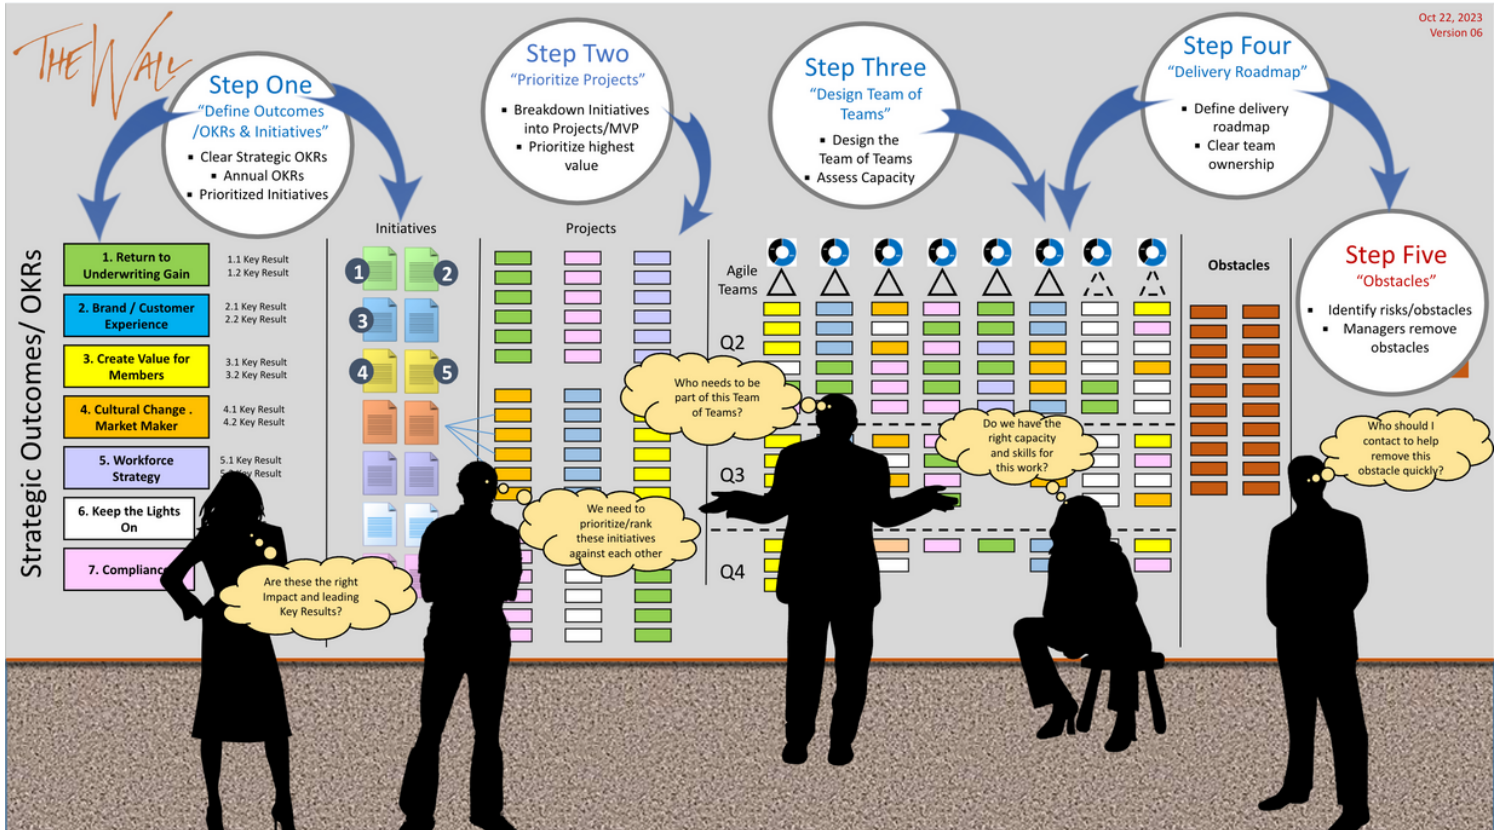 THE WALL
Oct 22, 2023
Version 06
Step One
"Define Outcomes
/OKRs & Initiatives"
▪ Clear Strategic OKRs
▪ Annual OKRs
▪ Prioritized Initiatives
Step Two
"Prioritize Projects"
▪ Breakdown Initiatives
into Projects/MVP
▪ Prioritize highest
value
Step Three
"Design Team of
Teams"
▪ Design the
Team of Teams
▪ Assess Capacity
Step Four
"Delivery Roadmap"
▪ Define delivery
roadmap
▪ Clear team
ownership
Step Five
"Obstacles"
▪ Identify risks/obstacles
▪ Managers remove
obstacles
Strategic Outcomes/ OKRs
1. Return to
Underwriting Gain
1.1 Key Result
1.2 Key Result
2. Brand / Customer
Experience
2.1 Key Result
2.2 Key Result
3. Create Value for
Members
3.1 Key Result
3.2 Key Result
4. Cultural Change .
Market Maker
4.1 Key Result
4.2 Key Result
5. Workforce
Strategy
5.1 Key Result
Key Result
6. Keep the Lights
On
7. Complianc
Initiatives
1
2
3
4
5
Projects
Agile
Teams
Q2
Q3
Q4
Obstacles
Are these the right
Impact and leading
Key Results?
We need to
prioritize/rank
these initiatives
against each other
Who needs to be
part of this Team
of Teams?
Do we have the
right capacity
and skills for
this work?
Who should I
contact to help
remove this
obstacle quickly?